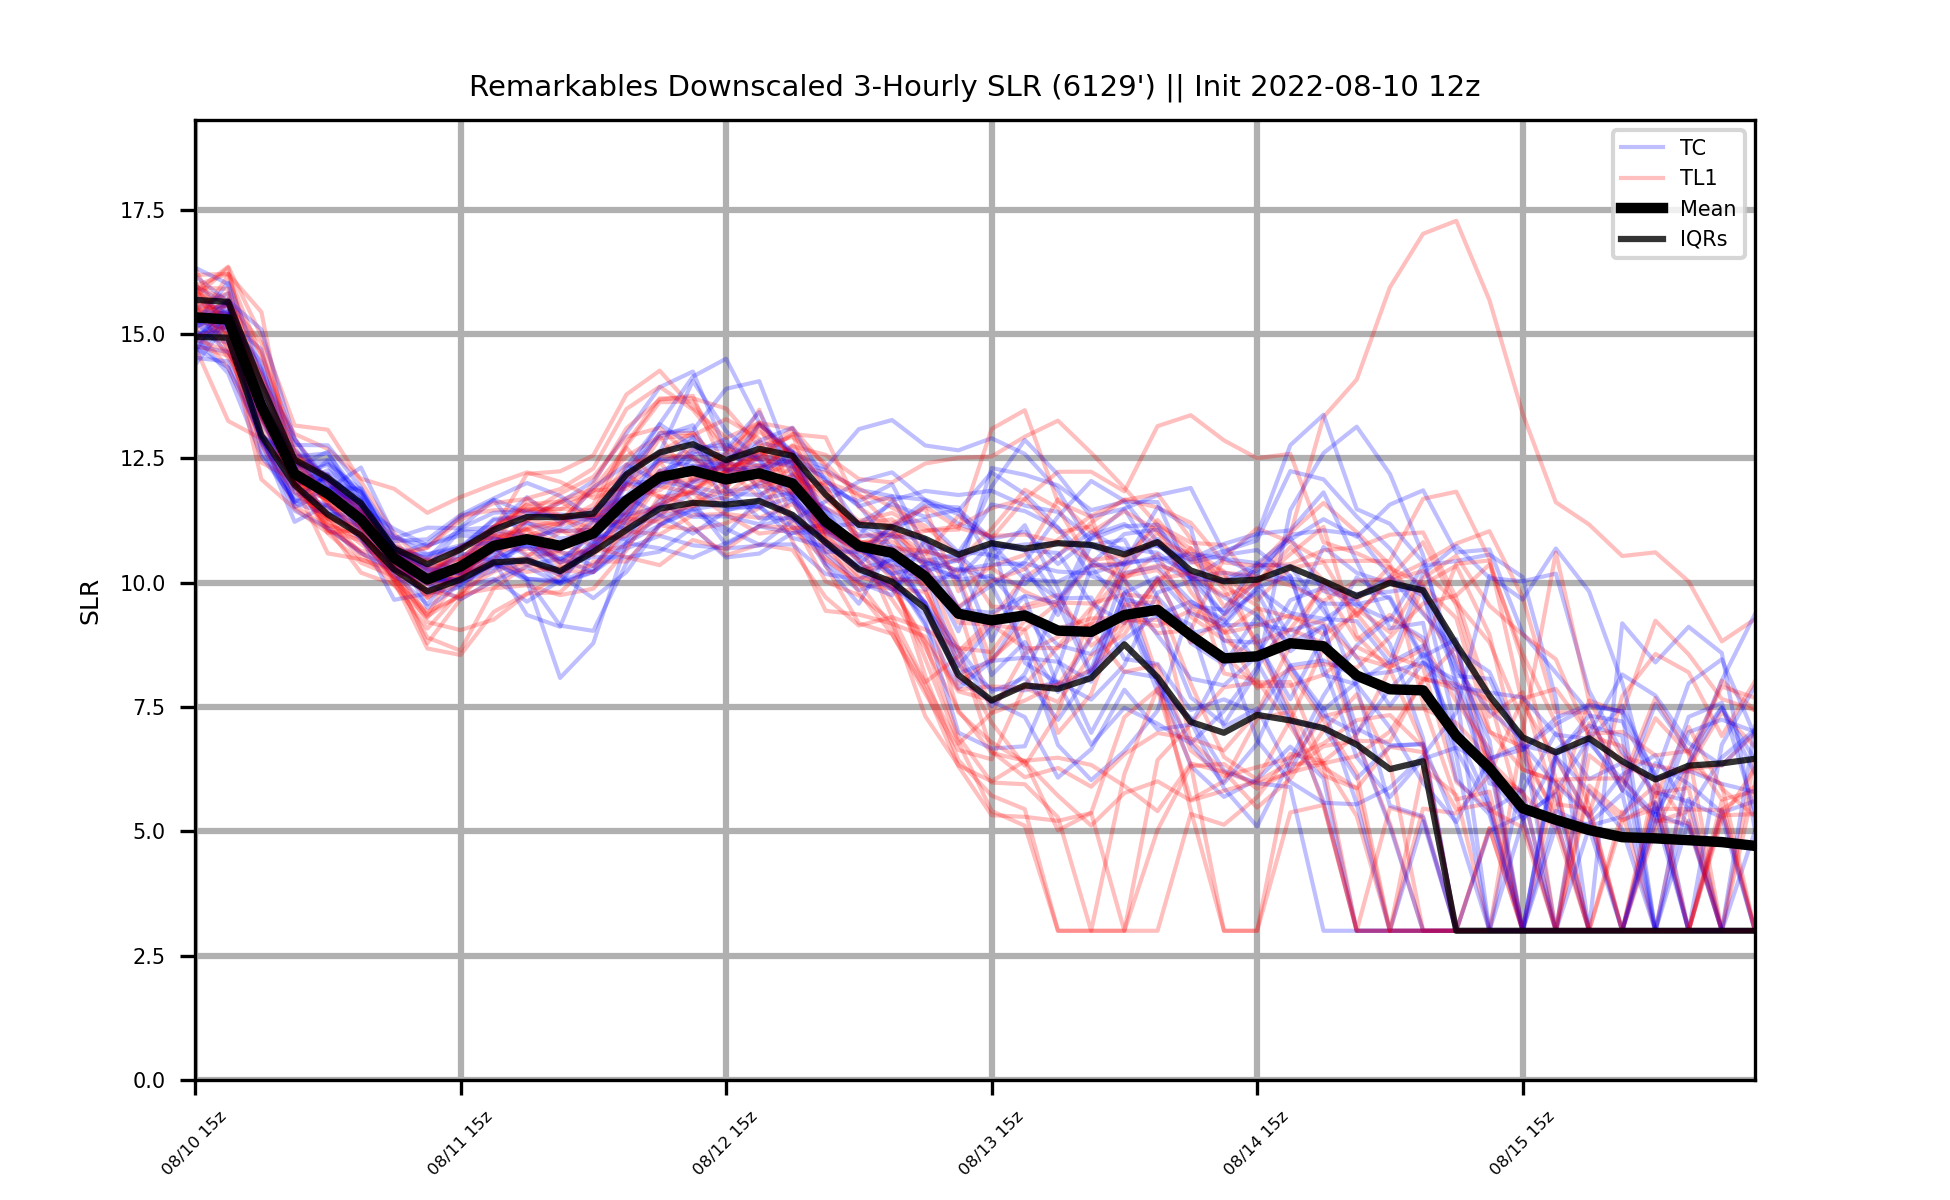 Remarkables Downscaled 3-Hourly SLR (6129') || Init 2022-08-10 12z
TC
TL1
Mean
IQRs
SLR
17.5
15.0
12.5
10.0
7.5
5.0
2.5
0.0
08/10 15z
08/11 15z
08/12 15z
08/13 15z
08/14 15z
08/15 15z